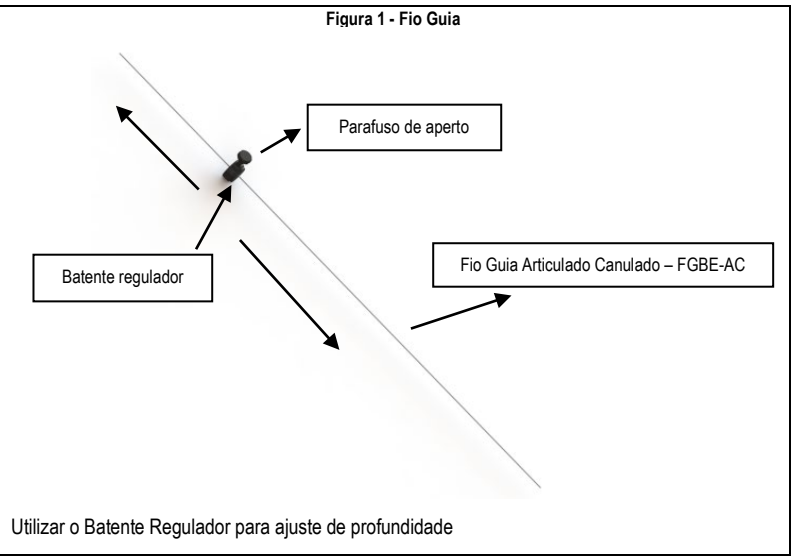 Figura 1 - Fio Guia
Parafuso de aperto
Batente regulador
Fio Guia Articulado Canulado – FGBE-AC
Utilizar o Batente Regulador para ajuste de profundidade